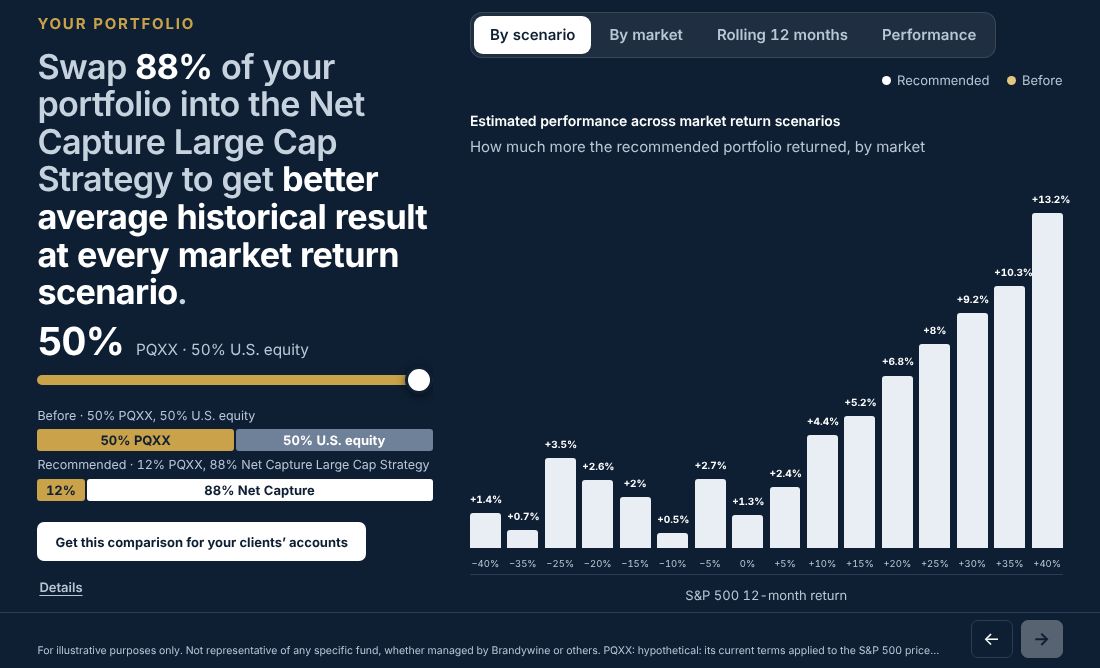 YOUR PORTFOLIO
Swap 88% of your
portfolio into the Net
Capture Large Cap
Strategy to get better
average historical result
at every market return
scenario.
50% PQXX · 50% U.S. equity
Before · 50% PQXX, 50% U.S. equity
50% PQXX 50% U.S. equity
Recommended · 12% PQXX, 88% Net Capture Large Cap Strategy
12% 88% Net Capture
Get this comparison for your clients’ accounts
Details
By scenario By market Rolling 12 months Performance
Recommended Before
Estimated performance across market return scenarios
How much more the recommended portfolio returned, by market
+1.4% +0.7% +3.5% +2.6% +2% +0.5% +2.7% +1.3% +2.4% +4.4% +5.2% +6.8% +8% +9.2% +10.3% +13.2%
−40% −35% −25% −20% −15% −10% −5% 0% +5% +10% +15% +20% +25% +30% +35% +40%
S&P 500 12-month return
For illustrative purposes only. Not representative of any specific fund, whether managed by Brandywine or others. PQXX: hypothetical: its current terms applied to the S&P 500 price…